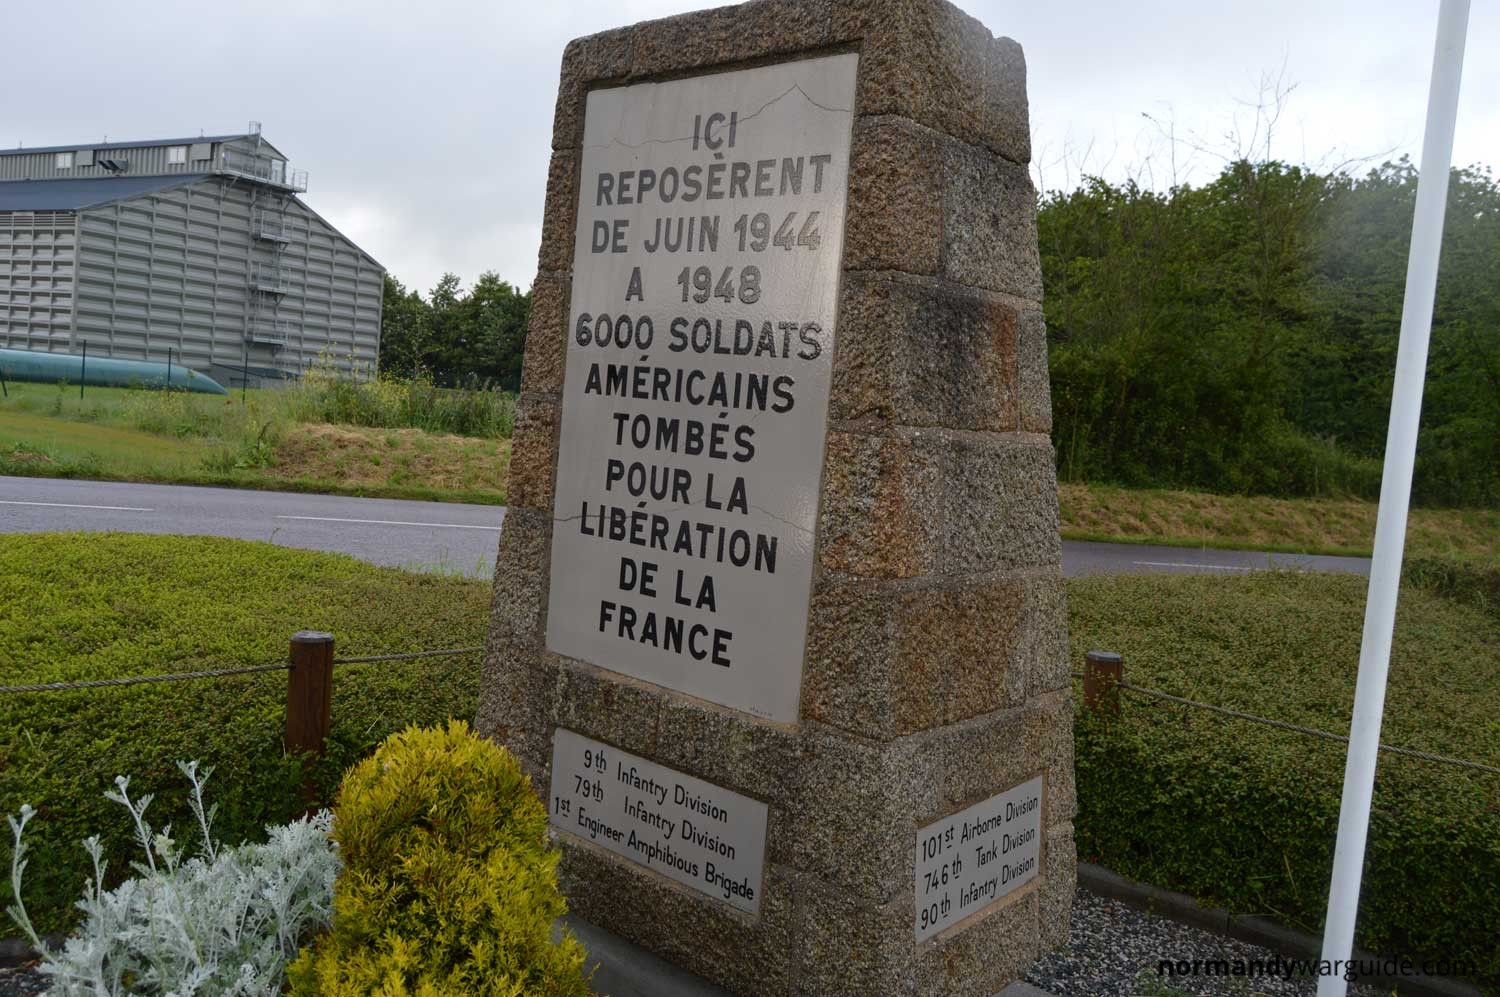 ICI
REPOSÈRENT
DE JUIN 1944
A 1948
6000 SOLDATS
AMÉRICAINS
TOMBÉS
POUR LA
LIBÉRATION
DE LA
FRANCE
9th Infantry Division
79th Infantry Division
1st Engineer Amphibious Brigade
101st Airborne Division
746th Tank Division
90th Infantry Division
normandywarguide.com